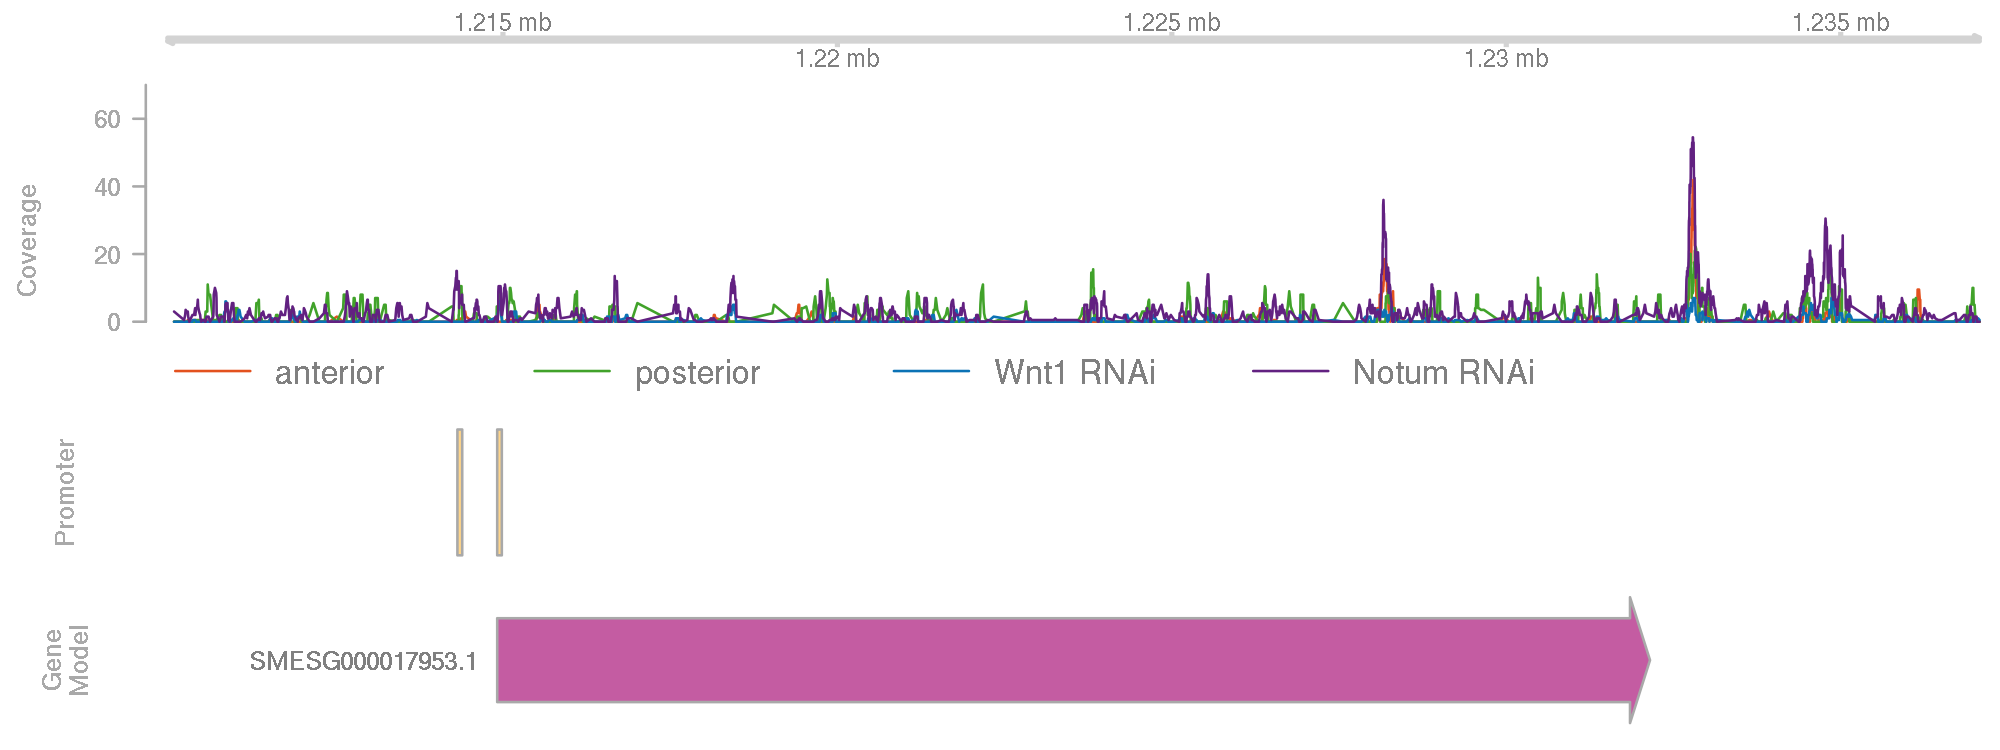 1.215 mb
1.225 mb
1.235 mb
1.22 mb
1.23 mb
Coverage
60
40
20
0
anterior
posterior
Wnt1 RNAi
Notum RNAi
Promoter
Gene
Model
SMESG000017953.1